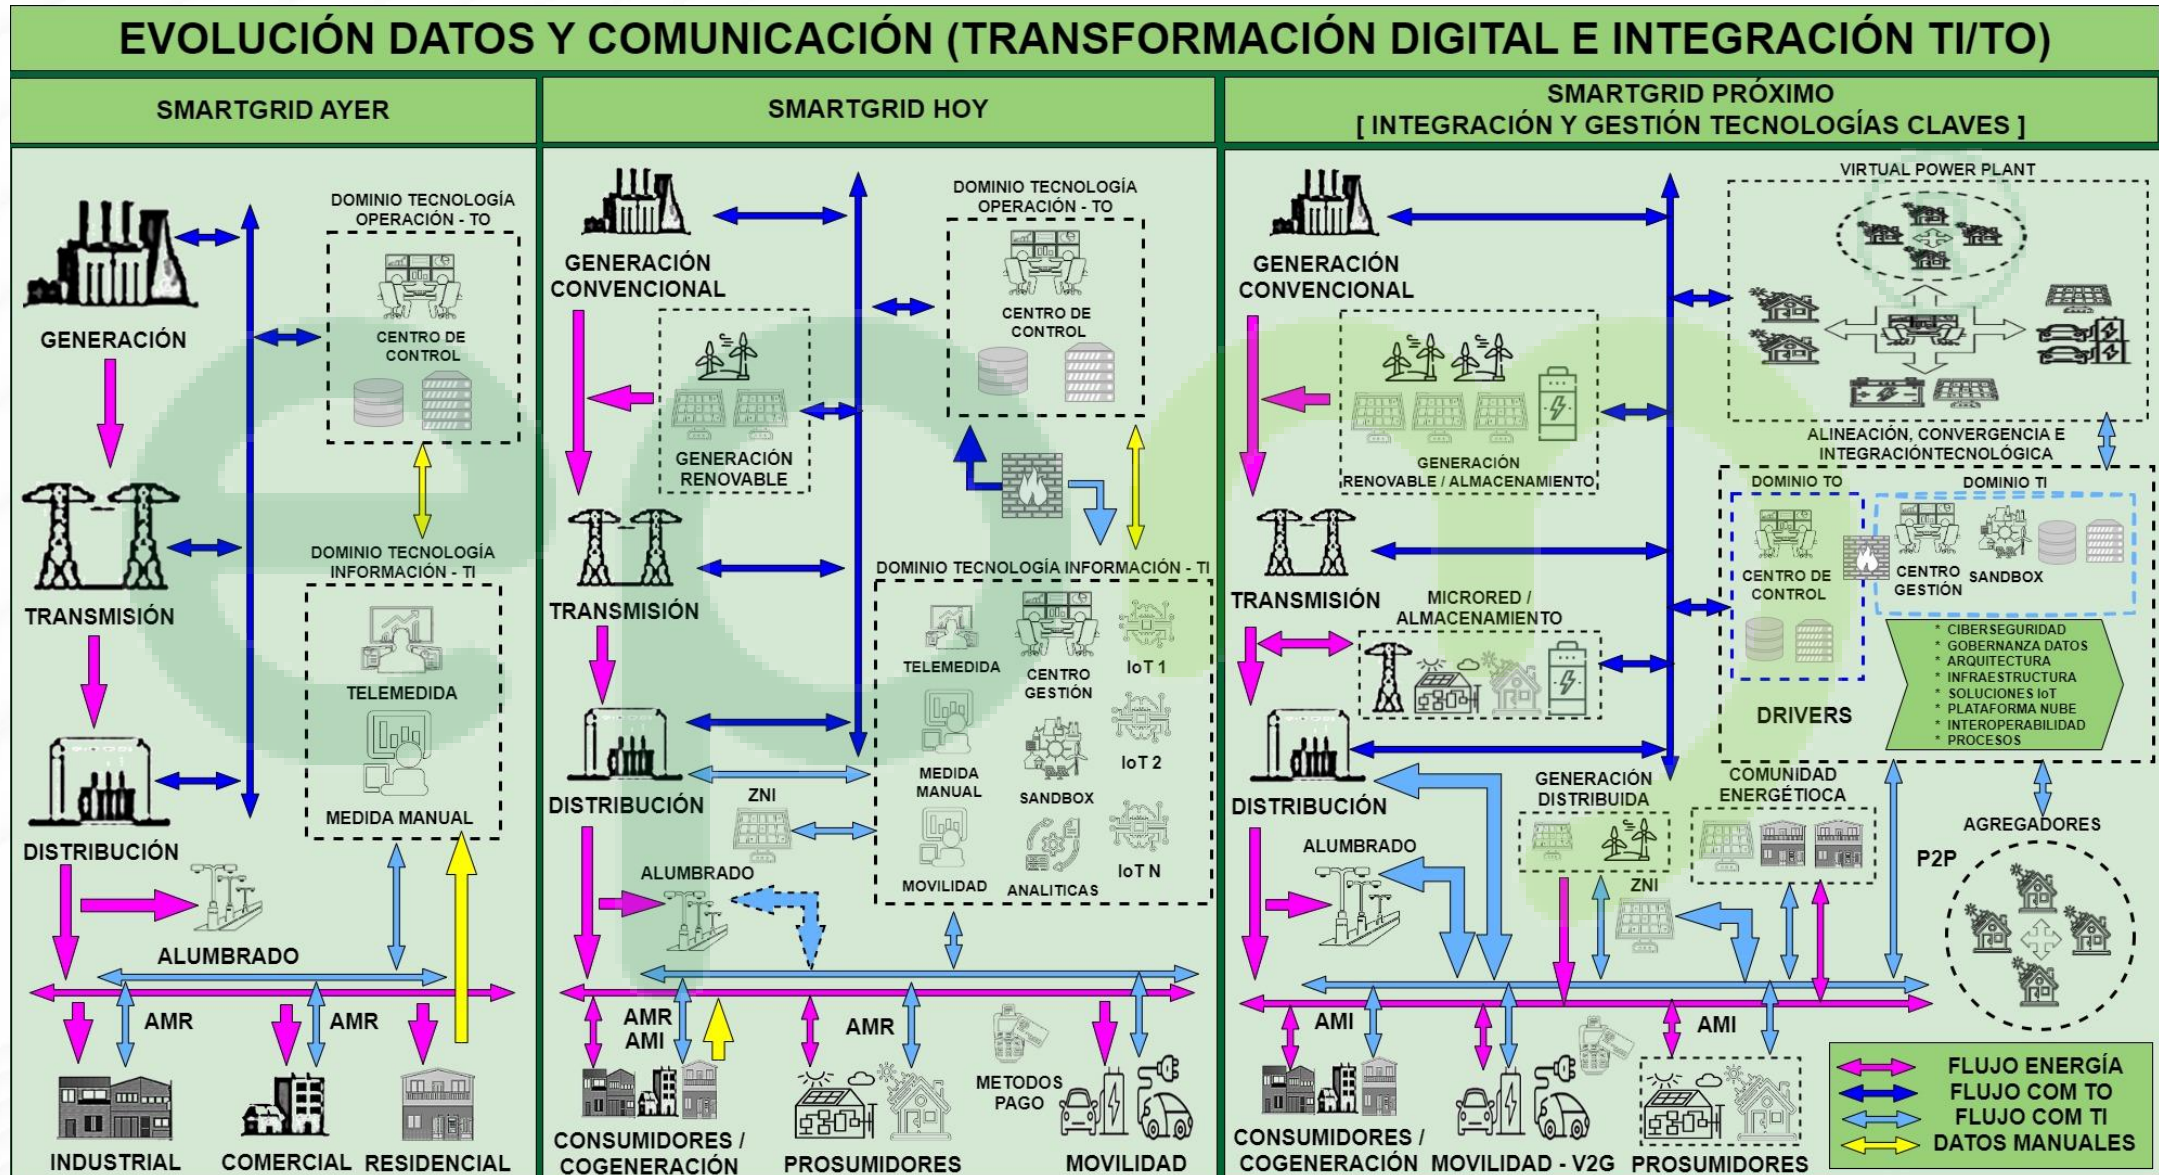 EVOLUCIÓN DATOS Y COMUNICACIÓN (TRANSFORMACIÓN DIGITAL E INTEGRACIÓN TI/TO)
SMARTGRID AYER
DOMINIO TECNOLOGÍA
OPERACIÓN - TO
CENTRO DE
CONTROL
GENERACIÓN
DOMINIO TECNOLOGÍA
INFORMACIÓN - TI
TRANSMISIÓN
TELEMEDIDA
MEDIDA MANUAL
DISTRIBUCIÓN
ALUMBRADO
AMR
AMR
INDUSTRIAL
COMERCIAL
RESIDENCIAL
SMARTGRID HOY
DOMINIO TECNOLOGÍA
OPERACIÓN - TO
GENERACIÓN
CONVENCIONAL
CENTRO DE
CONTROL
GENERACIÓN
RENOVABLE
DOMINIO TECNOLOGÍA INFORMACIÓN - TI
TRANSMISIÓN
TELEMEDIDA
CENTRO
GESTIÓN
IoT 1
MEDIDA
MANUAL
SANDBOX
IoT 2
DISTRIBUCIÓN
ZNI
MOVILIDAD
ANALITICAS
IoT N
ALUMBRADO
AMR
AMI
AMR
METODOS
PAGO
CONSUMIDORES /
COGENERACIÓN
PROSUMIDORES
MOVILIDAD
SMARTGRID PRÓXIMO
[ INTEGRACIÓN Y GESTIÓN TECNOLOGÍAS CLAVES ]
VIRTUAL POWER PLANT
GENERACIÓN
CONVENCIONAL
GENERACIÓN
RENOVABLE / ALMACENAMIENTO
ALINEACIÓN, CONVERGENCIA E
INTEGRACIÓNTECNOLÓGICA
DOMINIO TO
DOMINIO TI
CENTRO DE
CONTROL
CENTRO
GESTIÓN
SANDBOX
TRANSMISIÓN
MICRORED /
ALMACENAMIENTO
DRIVERS
* CIBERSEGURIDAD
* GOBERNANZA DATOS
* ARQUITECTURA
* INFRAESTRUCTURA
* SOLUCIONES IoT
* PLATAFORMA NUBE
* INTEROPERABILIDAD
* PROCESOS
DISTRIBUCIÓN
GENERACIÓN
DISTRIBUIDA
COMUNIDAD
ENERGÉTIOCA
ALUMBRADO
ZNI
AGREGADORES
P2P
AMI
AMI
CONSUMIDORES /
COGENERACIÓN
MOVILIDAD - V2G
PROSUMIDORES
FLUJO ENERGÍA
FLUJO COM TO
FLUJO COM TI
DATOS MANUALES